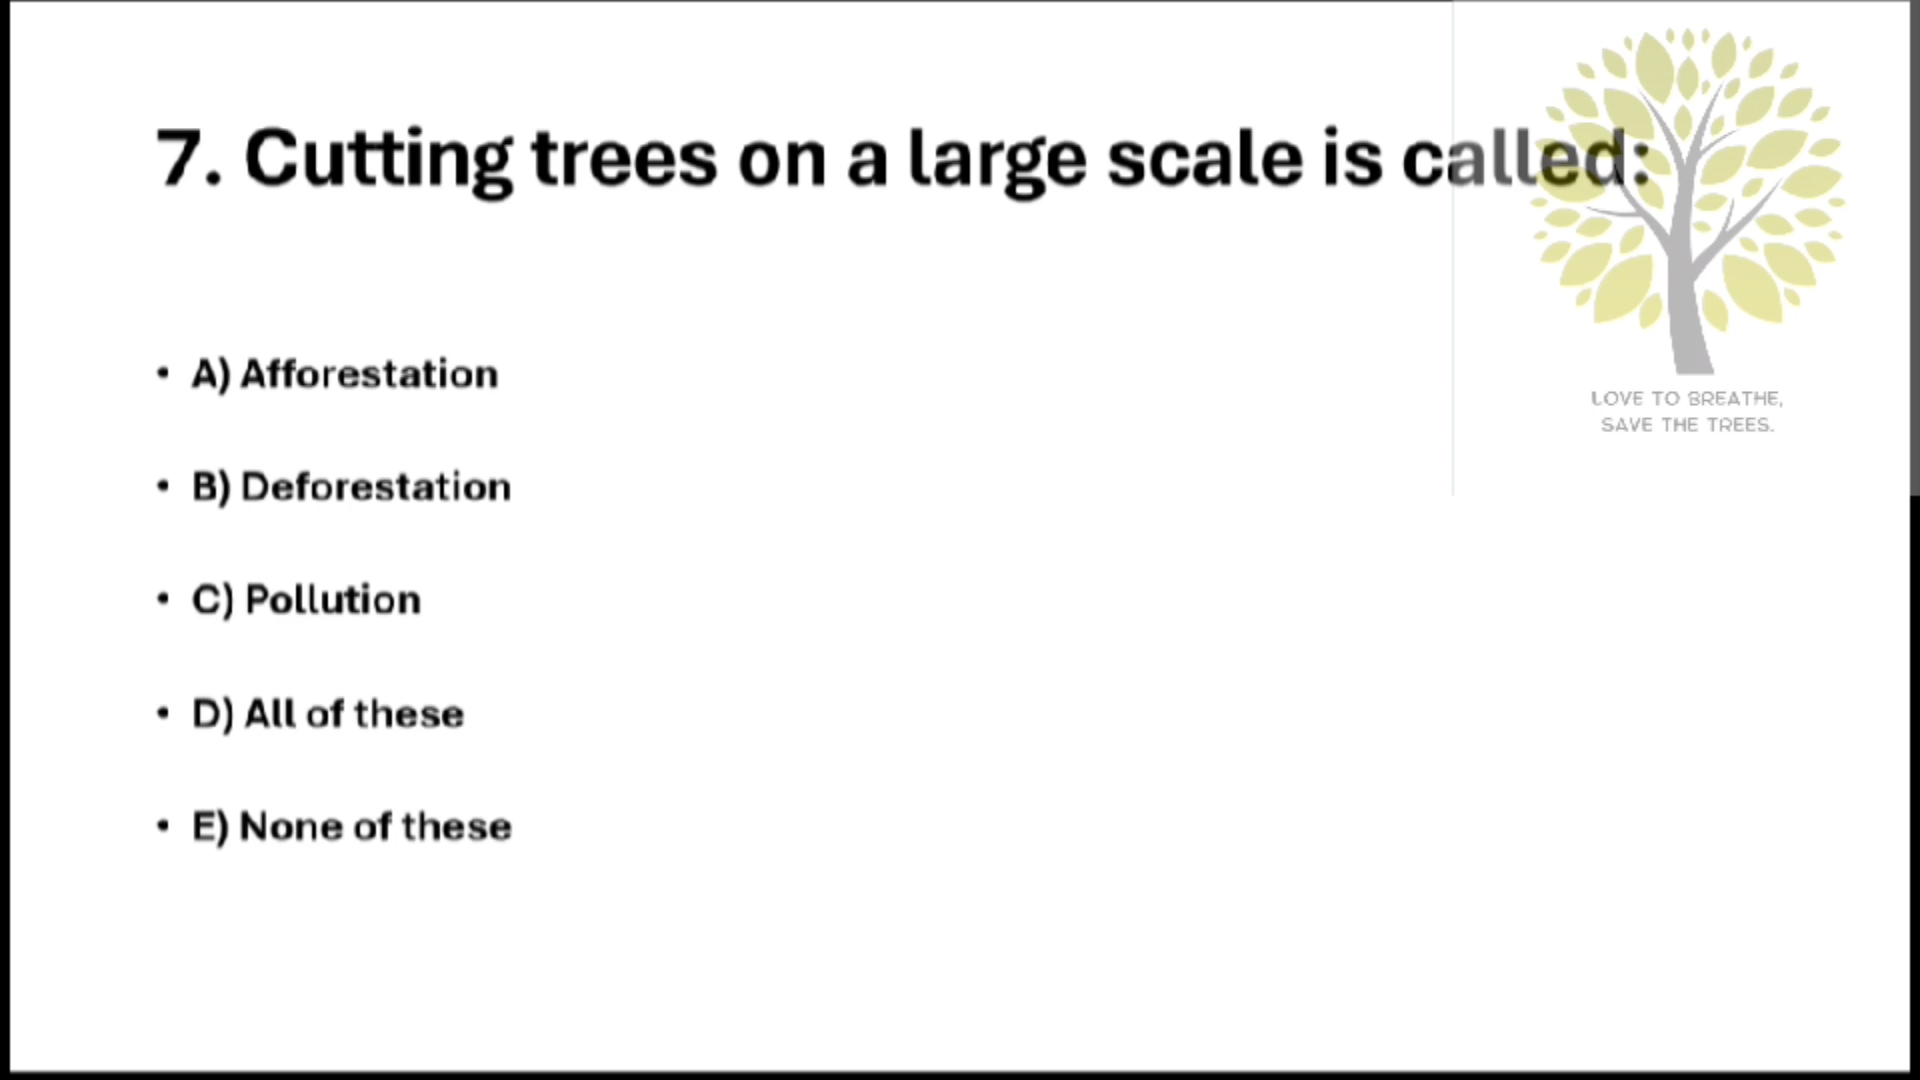 7. Cutting trees on a large scale is called:
• A) Afforestation
• B) Deforestation
• C) Pollution
• D) All of these
• E) None of these
LOVE TO BREATHE,
SAVE THE TREES.